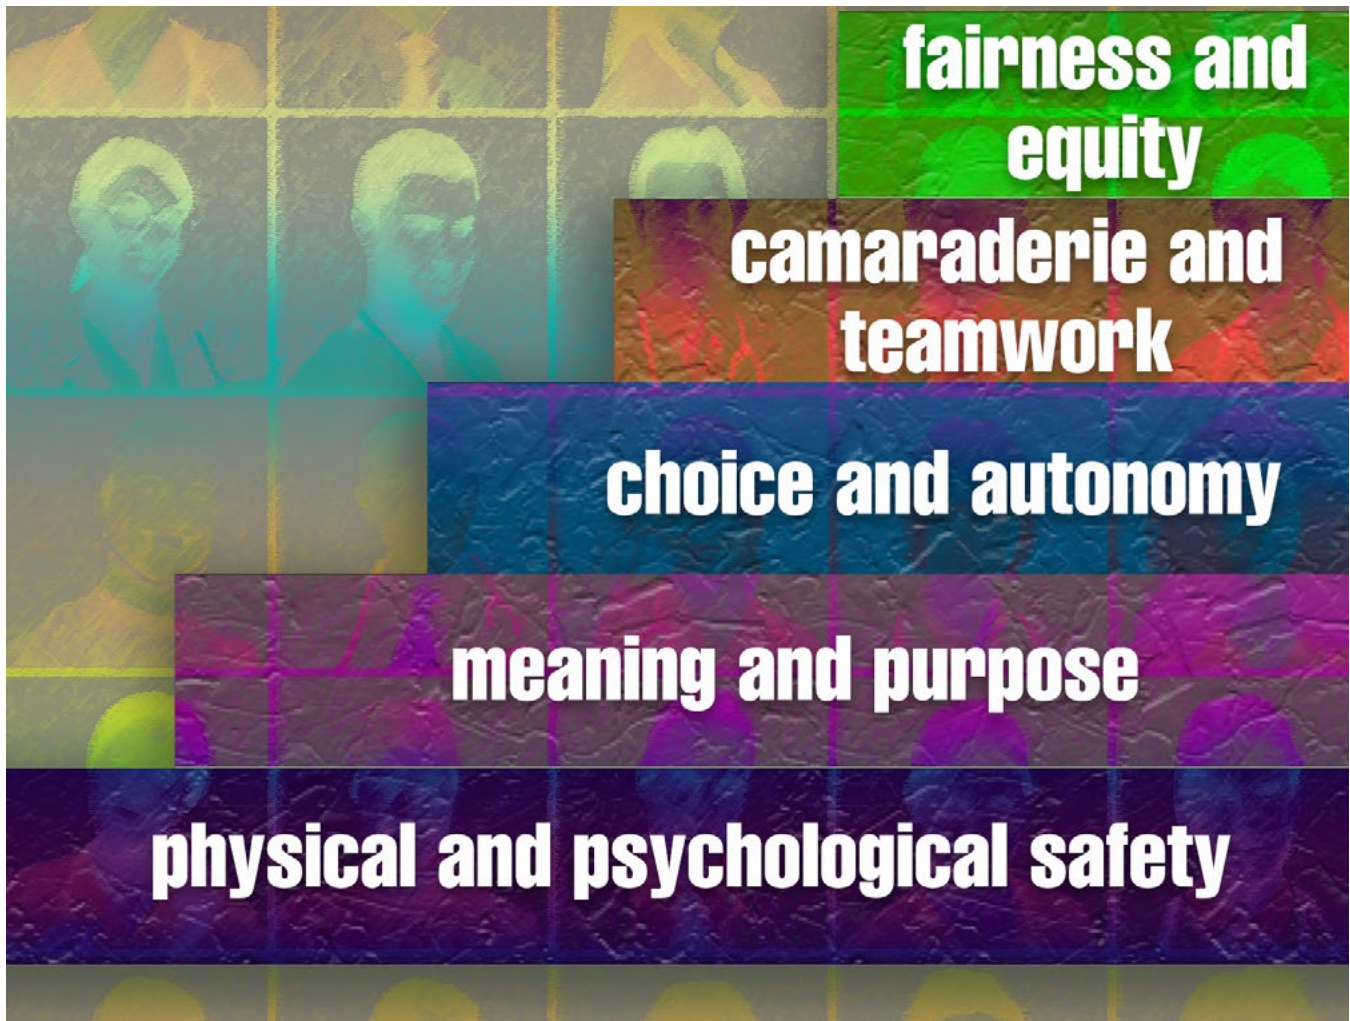 fairness and
equity
camaraderie and
teamwork
choice and autonomy
meaning and purpose
physical and psychological safety